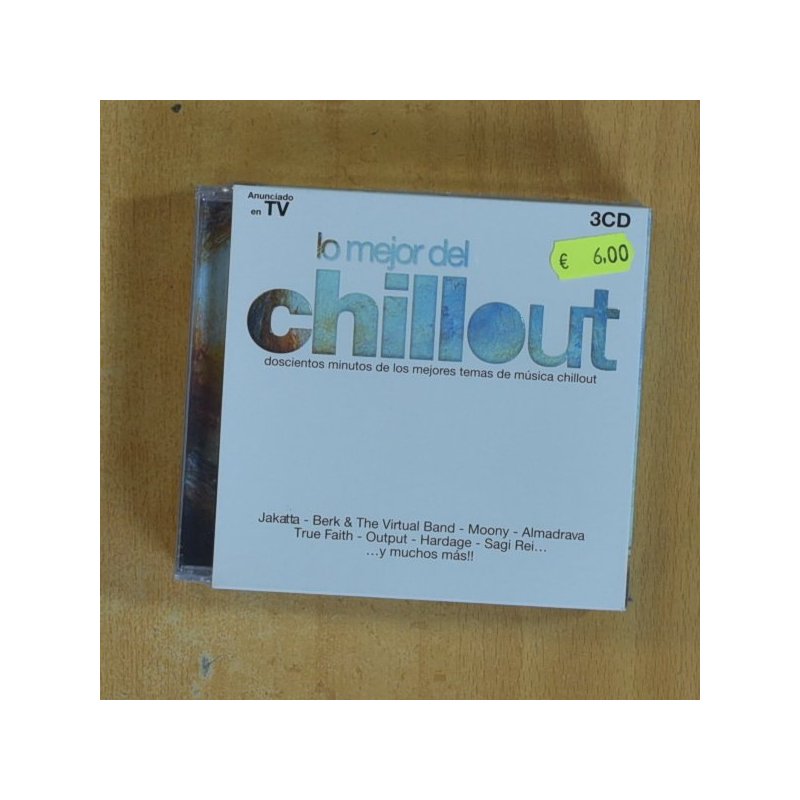 Anunciado
en TV
3CD
€ 6,00
lo mejor del
chillout
doscientos minutos de los mejores temas de música chillout
Jakatta - Berk & The Virtual Band - Moony - Almadrava
True Faith - Output - Hardage - Sagi Rei...
...y muchos más!!